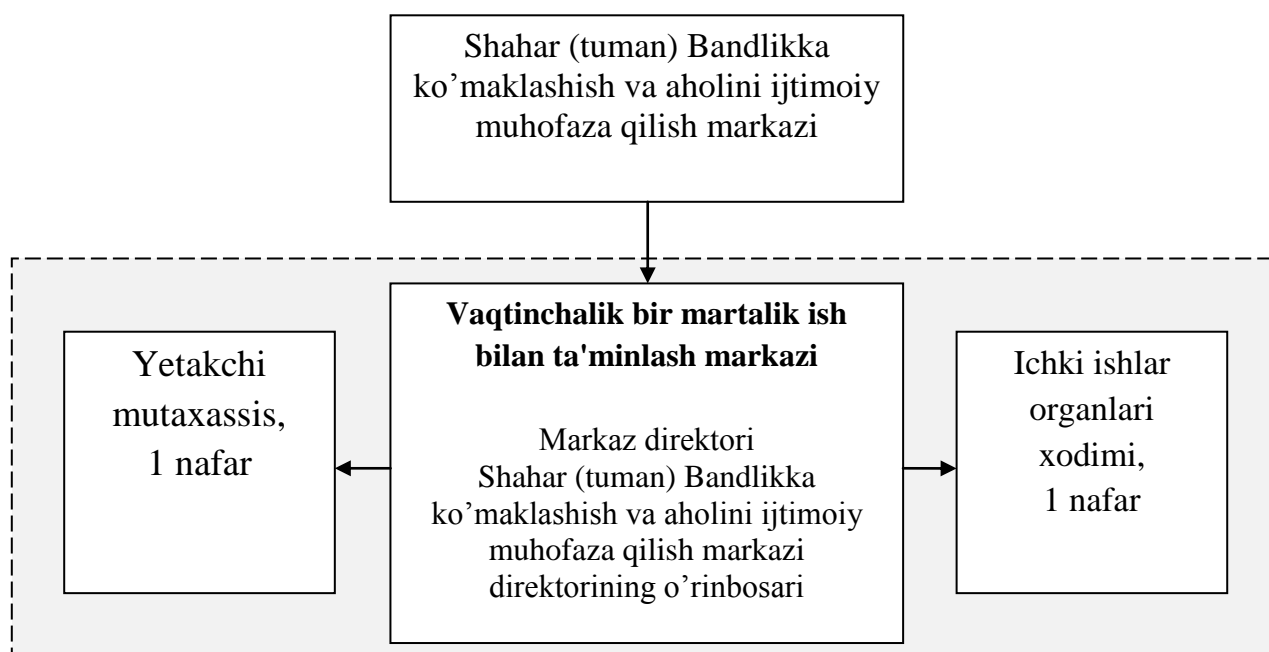 Shahar (tuman) Bandlikka
ko’maklashish va aholini ijtimoiy
muhofaza qilish markazi
Yetakchi
mutaxassis,
1 nafar
Vaqtinchalik bir martalik ish
bilan ta'minlash markazi
Markaz direktori
Shahar (tuman) Bandlikka
ko’maklashish va aholini ijtimoiy
muhofaza qilish markazi
direktorining o’rinbosari
Ichki ishlar
organlari
xodimi,
1 nafar